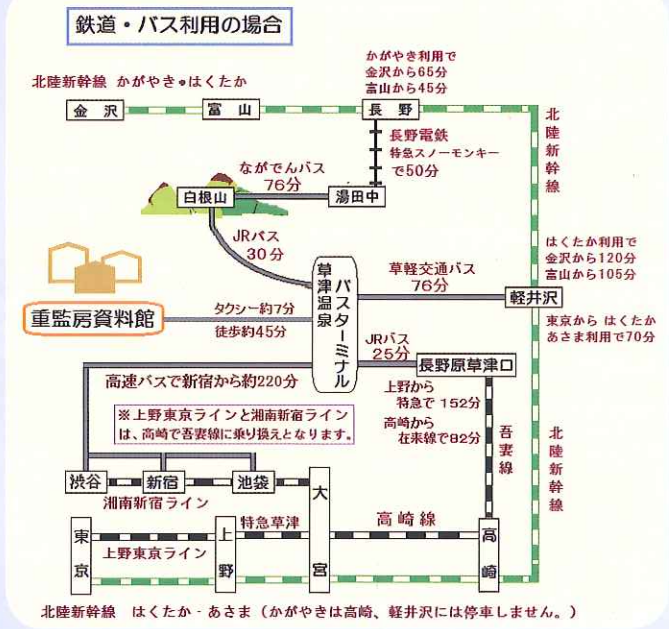 鉄道・バス利用の場合
北陸新幹線 かがやき・はくたか
かがやき利用で
金沢から65分
富山から45分
金沢
富山
長野
北陸新幹線
長野電鉄
特急スノーモンキー
で50分
ながでんバス
76分
白根山
湯田中
JRバス
30分
はくたか利用で
金沢から120分
富山から105分
草津温泉
バスターミナル
草軽交通バス
76分
軽井沢
重監房資料館
タクシー約7分
徒歩約45分
東京から はくたか
あさま利用で70分
JRバス
25分
長野原草津口
高速バスで新宿から約220分
上野から
特急で152分
高崎から
在来線で82分
※上野東京ラインと湘南新宿ライン
は、高崎で吾妻線に乗り換えとなります。
吾妻線
北陸新幹線
渋谷
新宿
池袋
大宮
湘南新宿ライン
特急草津
高崎線
東京
上野
高崎
上野東京ライン
北陸新幹線 はくたか - あさま（かがやきは高崎、軽井沢には停車しません。）